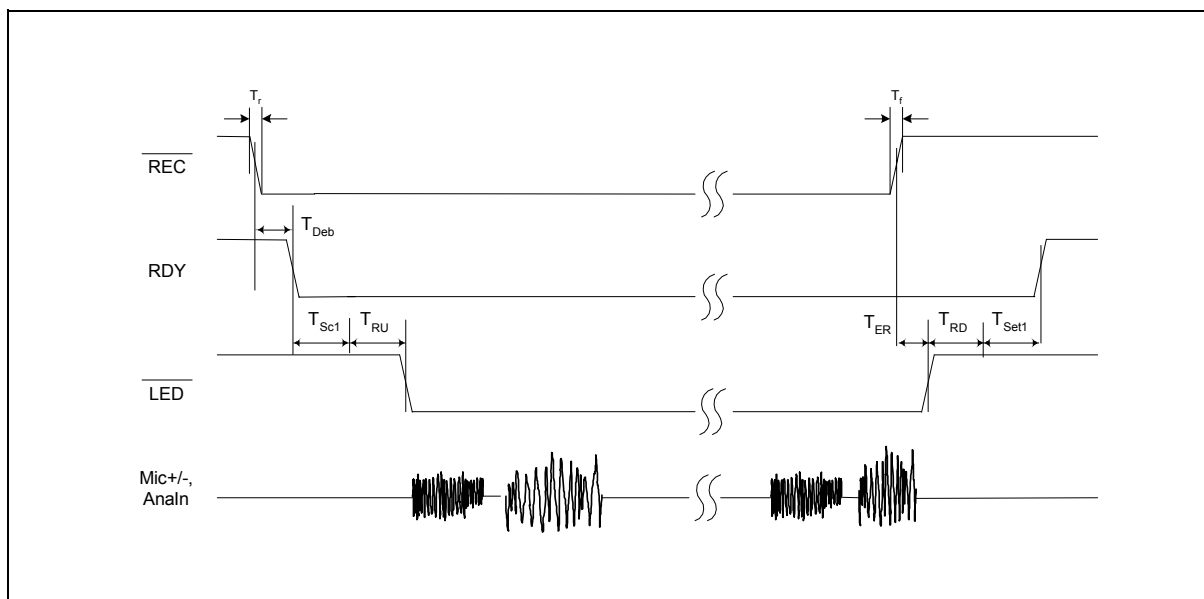 Tr
Tf
REC
TDeb
RDY
TSc1 TRU TER TRD TSet1
LED
Mic+/-,
AnaIn